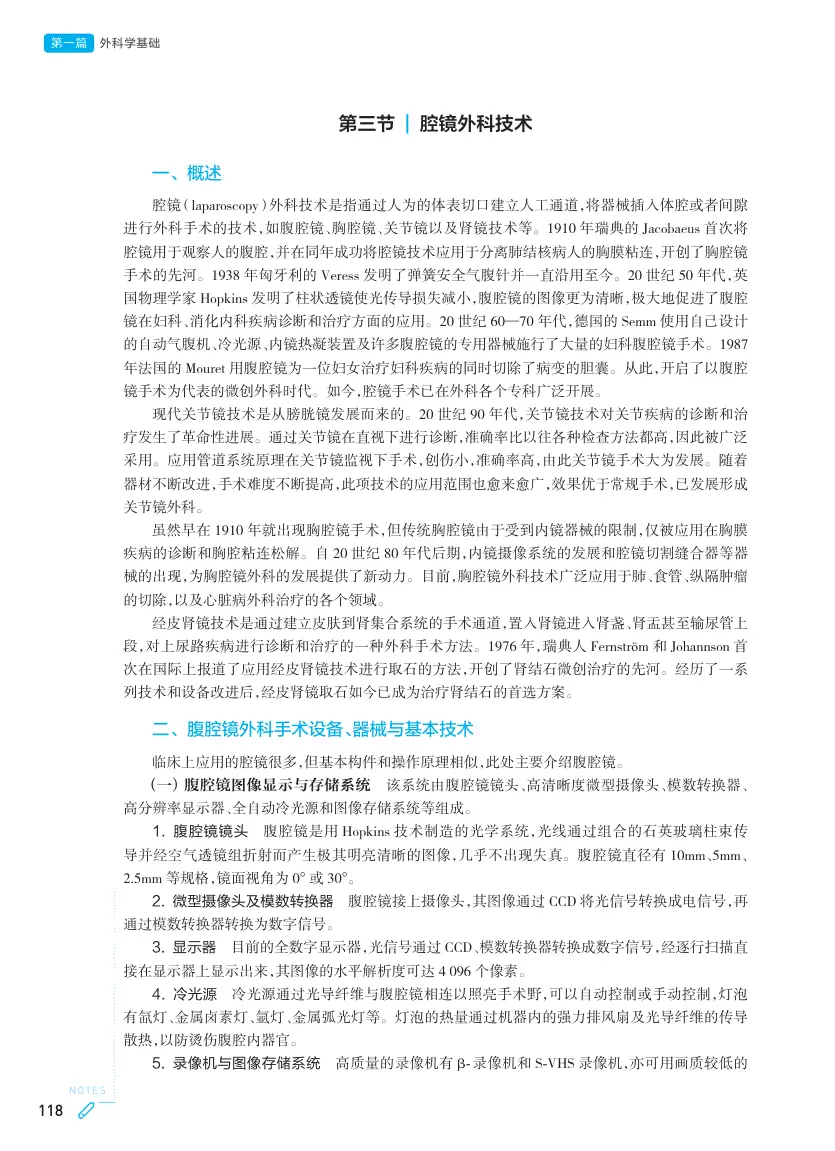 第一篇 外科学基础
第三节 | 腔镜外科技术
一、概述
腔镜（laparoscopy）外科技术是指通过人为的体表切口建立人工通道，将器械插入体腔或者间隙
进行外科手术的技术，如腹腔镜、胸腔镜、关节镜以及肾镜技术等。1910 年瑞典的 Jacobaeus 首次将
腔镜用于观察人的腹腔，并在同年成功将腔镜技术应用于分离肺结核病人的胸膜粘连，开创了胸腔镜
手术的先河。1938 年匈牙利的 Veress 发明了弹簧安全气腹针并一直沿用至今。20 世纪 50 年代，英
国物理学家 Hopkins 发明了柱状透镜使光传导损失减小，腹腔镜的图像更为清晰，极大地促进了腹腔
镜在妇科、消化内科疾病诊断和治疗方面的应用。20 世纪 60—70 年代，德国的 Semm 使用自己设计
的自动气腹机、冷光源、内镜热凝装置及许多腹腔镜的专用器械施行了大量的妇科腹腔镜手术。1987
年法国的 Mouret 用腹腔镜为一位妇女治疗妇科疾病的同时切除了病变的胆囊。从此，开启了以腹腔
镜手术为代表的微创外科时代。如今，腔镜手术已在外科各个专科广泛开展。
现代关节镜技术是从膀胱镜发展而来的。20 世纪 90 年代，关节镜技术对关节疾病的诊断和治
疗发生了革命性进展。通过关节镜在直视下进行诊断，准确率比以往各种检查方法都高，因此被广泛
采用。应用管道系统原理在关节镜监视下手术，创伤小，准确率高，由此关节镜手术大为发展。随着
器材不断改进，手术难度不断提高，此项技术的应用范围也愈来愈广，效果优于常规手术，已发展形成
关节镜外科。
虽然早在 1910 年就出现胸腔镜手术，但传统胸腔镜由于受到内镜器械的限制，仅被应用在胸膜
疾病的诊断和胸腔粘连松解。自 20 世纪 80 年代后期，内镜摄像系统的发展和腔镜切割缝合器等器
械的出现，为胸腔镜外科的发展提供了新动力。目前，胸腔镜外科技术广泛应用于肺、食管、纵隔肿瘤
的切除，以及心脏病外科治疗的各个领域。
经皮肾镜技术是通过建立皮肤到肾集合系统的手术通道，置入肾镜进入肾盏、肾盂甚至输尿管上
段，对上尿路疾病进行诊断和治疗的一种外科手术方法。1976 年，瑞典人 Fernström 和 Johannson 首
次在国际上报道了应用经皮肾镜技术进行取石的方法，开创了肾结石微创治疗的先河。经历了一系
列技术和设备改进后，经皮肾镜取石如今已成为治疗肾结石的首选方案。
二、腹腔镜外科手术设备、器械与基本技术
临床上应用的腔镜很多，但基本构件和操作原理相似，此处主要介绍腹腔镜。
（一）腹腔镜图像显示与存储系统 该系统由腹腔镜镜头、高清晰度微型摄像头、模数转换器、
高分辨率显示器、全自动冷光源和图像存储系统等组成。
1. 腹腔镜镜头 腹腔镜是用 Hopkins 技术制造的光学系统，光线通过组合的石英玻璃柱束传
导并经空气透镜组折射而产生极其明亮清晰的图像，几乎不出现失真。腹腔镜直径有 10mm、5mm、
2.5mm 等规格，镜面视角为 0° 或 30°。
2. 微型摄像头及模数转换器 腹腔镜接上摄像头，其图像通过 CCD 将光信号转换成电信号，再
通过模数转换器转换为数字信号。
3. 显示器 目前的全数字显示器，光信号通过 CCD、模数转换器转换成数字信号，经逐行扫描直
接在显示器上显示出来，其图像的水平解析度可达 4 096 个像素。
4. 冷光源 冷光源通过光导纤维与腹腔镜相连以照亮手术野，可以自动控制或手动控制，灯泡
有氙灯、金属卤素灯、氩灯、金属弧光灯等。灯泡的热量通过机器内的强力排风扇及光导纤维的传导
散热，以防烫伤腹腔内器官。
5. 录像机与图像存储系统 高质量的录像机有 β- 录像机和 S-VHS 录像机，亦可用画质较低的
NOTES
118